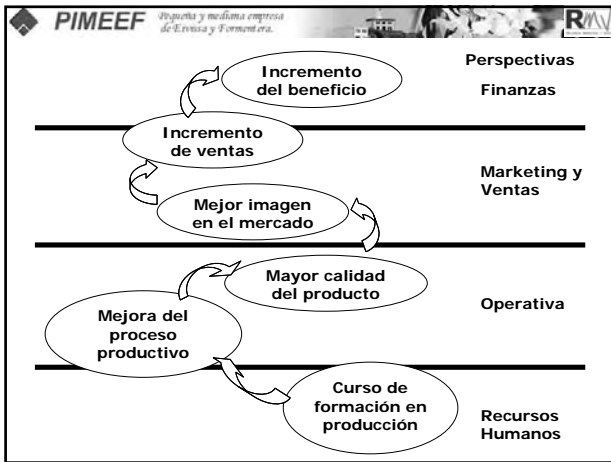 PIMEEF
Pequeña y mediana empresa
de Eivissa y Formentera.
Perspectivas
Incremento
del beneficio
Finanzas
Incremento
de ventas
Marketing y
Ventas
Mejor imagen
en el mercado
Mayor calidad
del producto
Operativa
Mejora del
proceso
productivo
Curso de
formación en
producción
Recursos
Humanos